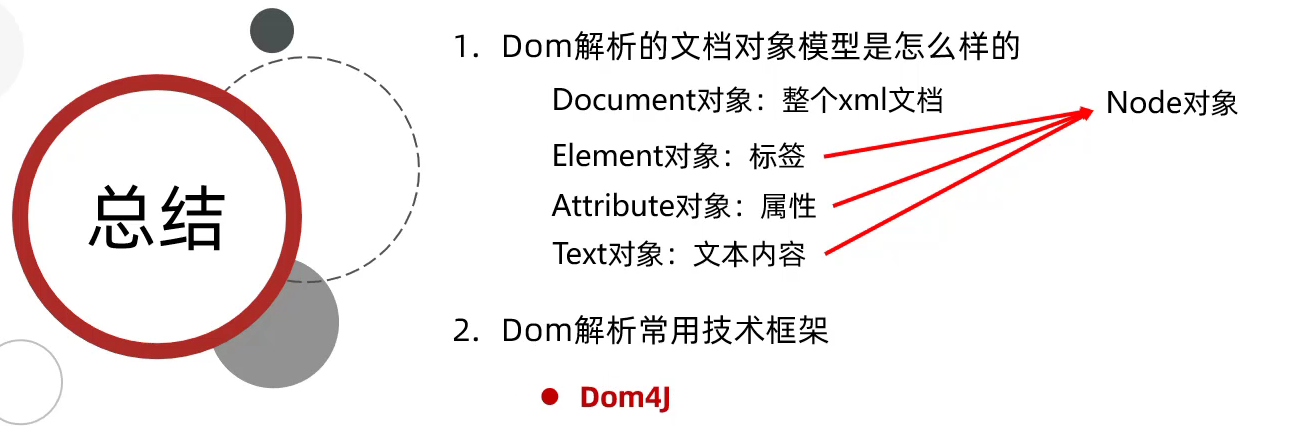 总结
1. Dom解析的文档对象模型是怎么样的
Document对象：整个xml文档
Node对象
Element对象：标签
Attribute对象：属性
Text对象：文本内容
2. Dom解析常用技术框架
● Dom4J